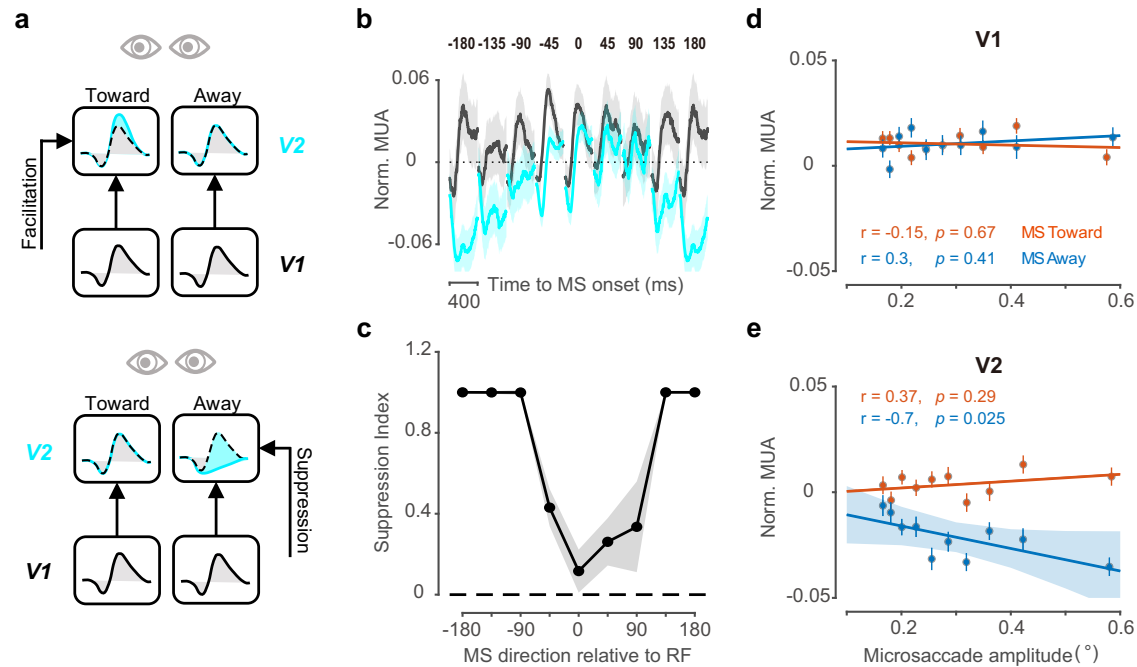 a
Toward
Away
V2
Facilitation
V1
Toward
Away
V2
Suppression
V1
b
-180 -135 -90 -45 0 45 90 135 180
0.06
0
-0.06
Norm. MUA
400
Time to MS onset (ms)
c
1.2
0.8
0.4
0
Suppression Index
-180 -90 0 90 180
MS direction relative to RF
d
V1
0.05
0
-0.05
Norm. MUA
r = -0.15, p = 0.67 MS Toward
r = 0.3, p = 0.41 MS Away
0.2 0.4 0.6
e
V2
0.05
0
-0.05
Norm. MUA
r = 0.37, p = 0.29
r = -0.7, p = 0.025
0.2 0.4 0.6
Microsaccade amplitude(°)